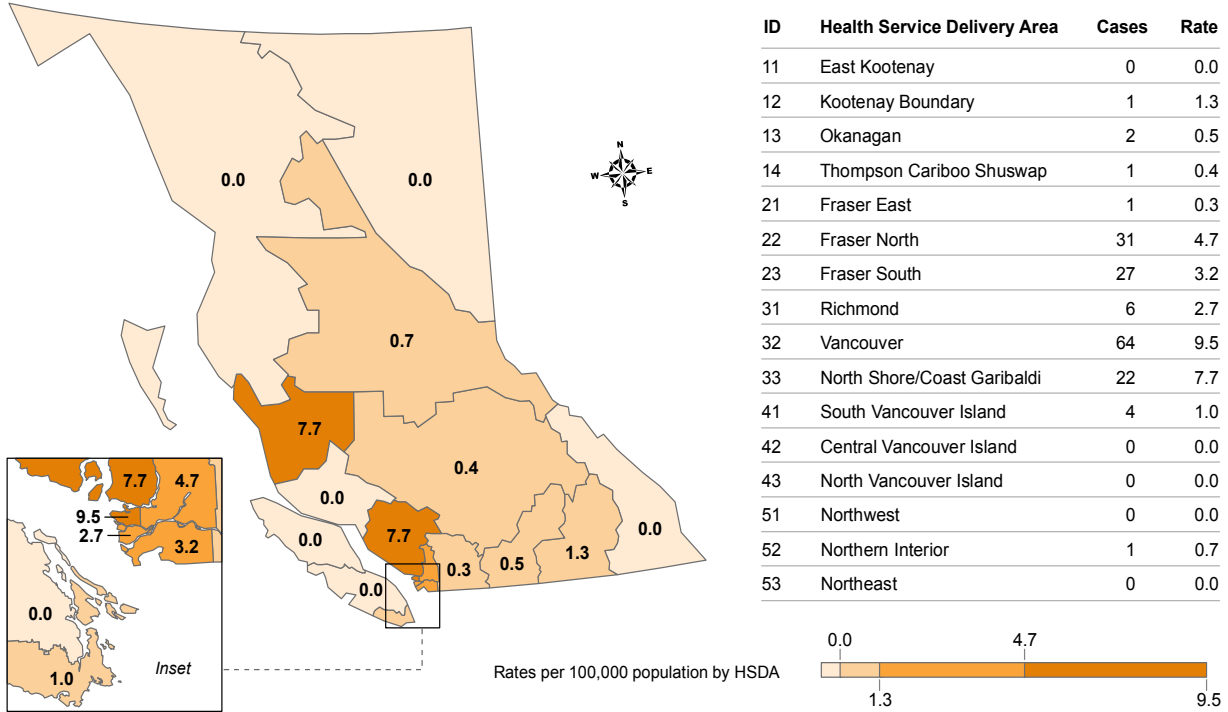 ID Health Service Delivery Area Cases Rate
11 East Kootenay 0 0.0
12 Kootenay Boundary 1 1.3
13 Okanagan 2 0.5
14 Thompson Cariboo Shuswap 1 0.4
21 Fraser East 1 0.3
22 Fraser North 31 4.7
23 Fraser South 27 3.2
31 Richmond 6 2.7
32 Vancouver 64 9.5
33 North Shore/Coast Garibaldi 22 7.7
41 South Vancouver Island 4 1.0
42 Central Vancouver Island 0 0.0
43 North Vancouver Island 0 0.0
51 Northwest 0 0.0
52 Northern Interior 1 0.7
53 Northeast 0 0.0
N
W E
S
0.0 0.0
0.7
7.7
0.4
0.0
0.0 7.7 0.0
0.3 0.5 1.3
0.0
7.7 4.7
9.5
2.7
3.2
0.0
1.0
Inset
Rates per 100,000 population by HSDA
0.0 4.7
1.3 9.5